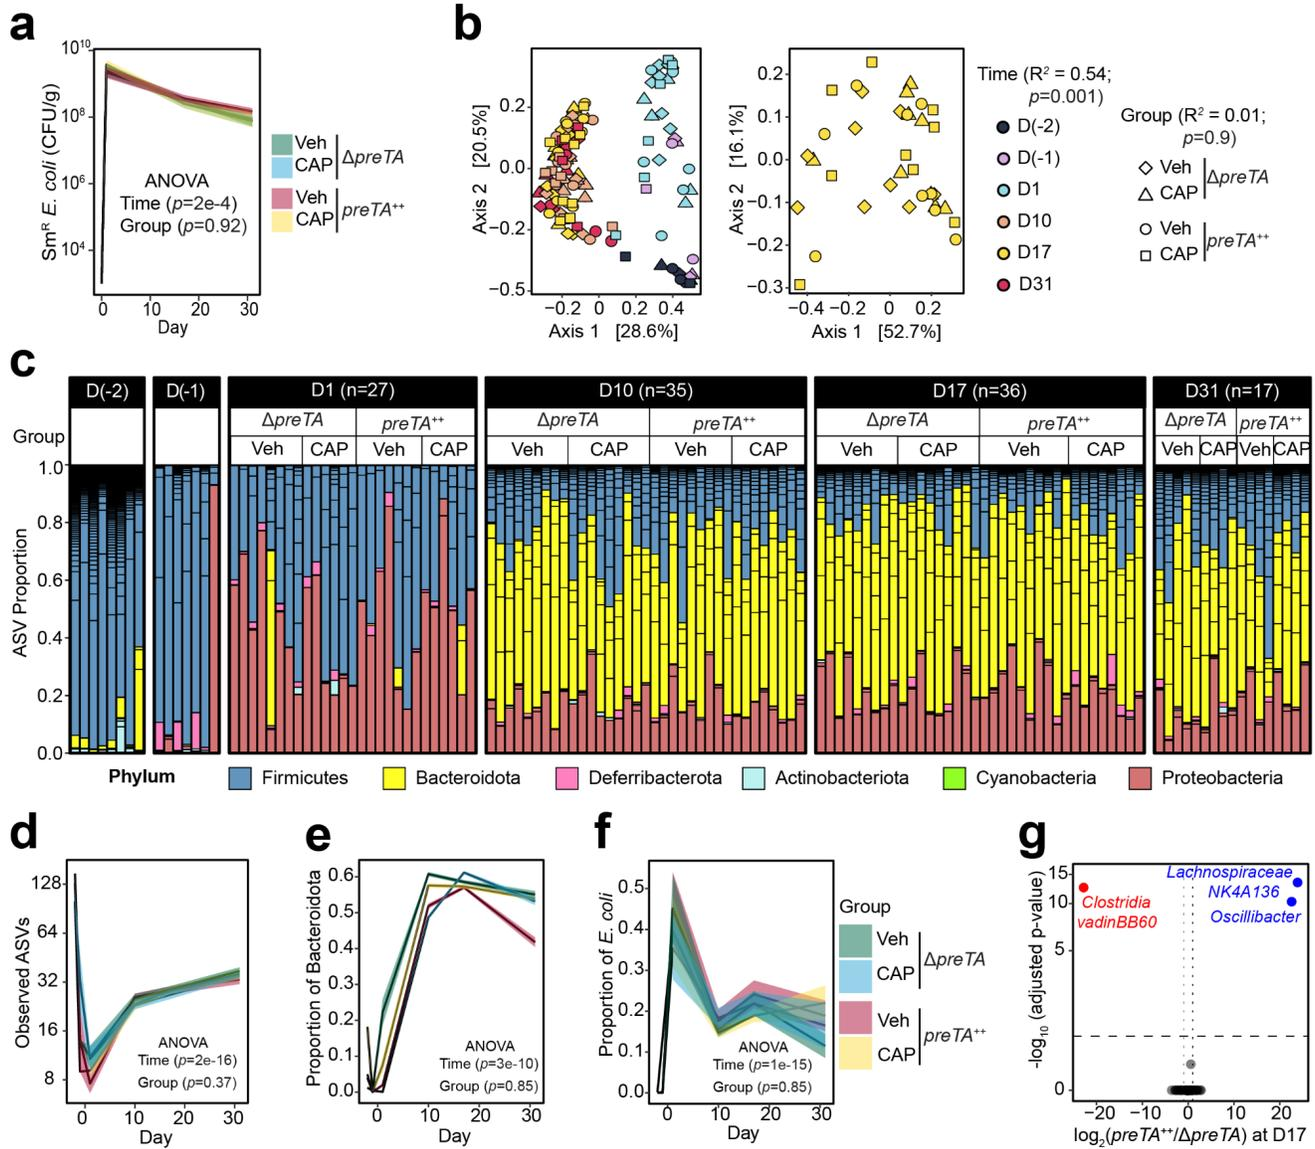 a
10¹⁰
10⁸
10⁶
10⁴
Smᴿ E. coli (CFU/g)
ANOVA
Time (p=2e-4)
Group (p=0.92)
0 10 20 30
Day
Veh
CAP
ΔpreTA
Veh
CAP
preTA⁺⁺
b
0.2
0.0
−0.2
−0.5
Axis 2 [20.5%]
−0.2 0 0.2 0.4
Axis 1 [28.6%]
0.2
0.1
0.0
−0.1
−0.2
−0.3
Axis 2 [16.1%]
−0.4 −0.2 0 0.2
Axis 1 [52.7%]
Time (R² = 0.54;
p=0.001)
D(-2)
D(-1)
D1
D10
D17
D31
Group (R² = 0.01;
p=0.9)
Veh
CAP
ΔpreTA
Veh
CAP
preTA⁺⁺
c
D(-2) D(-1) D1 (n=27) D10 (n=35) D17 (n=36) D31 (n=17)
ΔpreTA preTA⁺⁺ ΔpreTA preTA⁺⁺ ΔpreTA preTA⁺⁺ ΔpreTA preTA⁺⁺
Group
Veh CAP Veh CAP Veh CAP Veh CAP Veh CAP Veh CAP Veh CAP Veh CAP
1.0
0.8
0.6
0.4
0.2
0.0
ASV Proportion
Phylum Firmicutes Bacteroidota Deferribacterota Actinobacteriota Cyanobacteria Proteobacteria
d
128
64
32
16
8
Observed ASVs
ANOVA
Time (p=2e-16)
Group (p=0.37)
0 10 20 30
Day
e
0.6
0.5
0.4
0.3
0.2
0.1
0.0
Proportion of Bacteroidota
ANOVA
Time (p=3e-10)
Group (p=0.85)
0 10 20 30
Day
f
0.5
0.4
0.3
0.2
0.1
0.0
Proportion of E. coli
ANOVA
Time (p=1e-15)
Group (p=0.85)
0 10 20 30
Day
Group
Veh
CAP
ΔpreTA
Veh
CAP
preTA⁺⁺
g
15
10
5
0
-log₁₀ (adjusted p-value)
Lachnospiraceae
NK4A136
Oscillibacter
Clostridia
vadinBB60
−20 −10 0 10 20
log₂(preTA⁺⁺/ΔpreTA) at D17